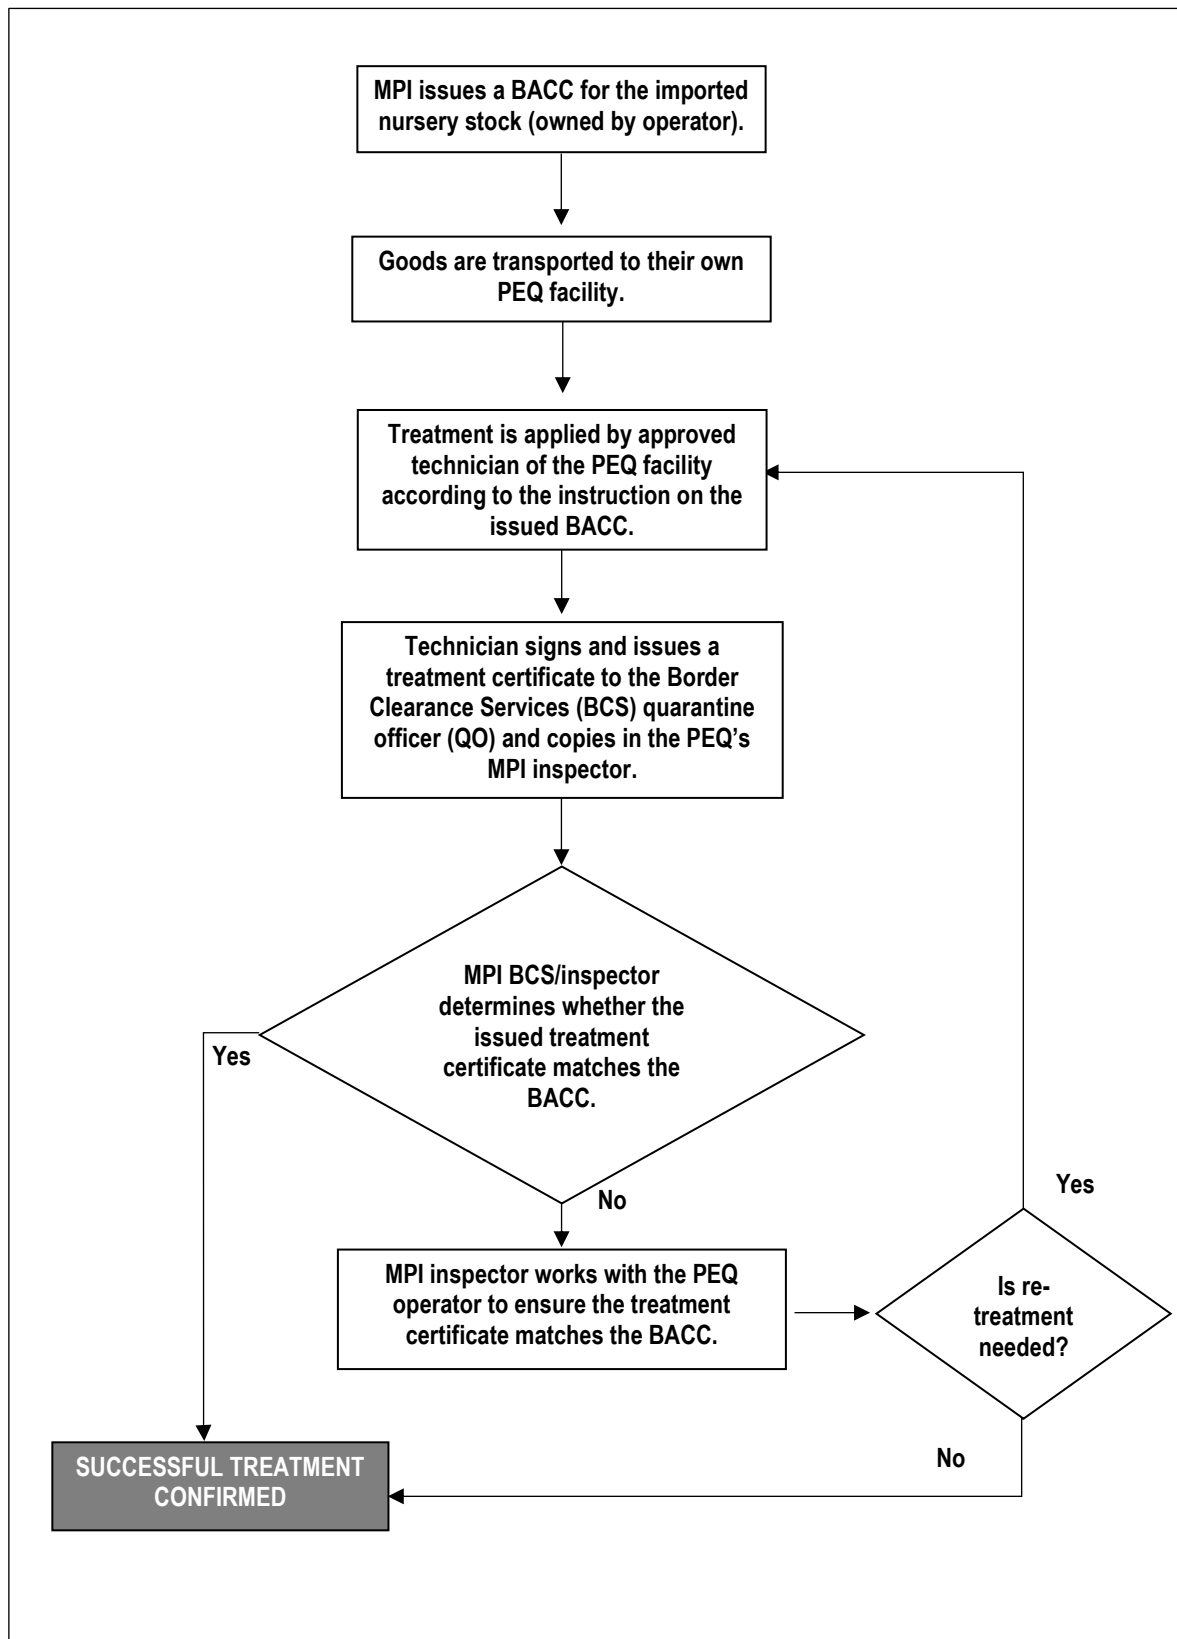 MPI issues a BACC for the imported
nursery stock (owned by operator).
Goods are transported to their own
PEQ facility.
Treatment is applied by approved
technician of the PEQ facility
according to the instruction on the
issued BACC.
Technician signs and issues a
treatment certificate to the Border
Clearance Services (BCS) quarantine
officer (QO) and copies in the PEQ’s
MPI inspector.
MPI BCS/inspector
determines whether the
issued treatment
certificate matches the
BACC.
Yes
No
MPI inspector works with the PEQ
operator to ensure the treatment
certificate matches the BACC.
Is re-
treatment
needed?
Yes
No
SUCCESSFUL TREATMENT
CONFIRMED